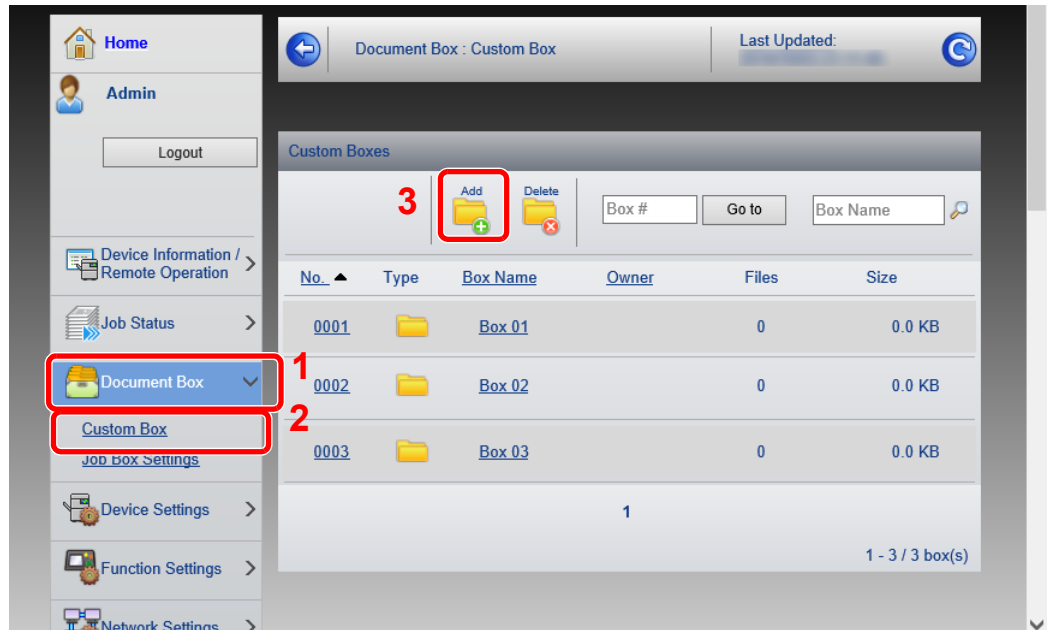 Home
Admin
Logout
Device Information /
Remote Operation
Job Status
Document Box
1
Custom Box
2
Job Box Settings
Device Settings
Function Settings
Network Settings
Document Box : Custom Box
Last Updated:
Custom Boxes
3
Add
Delete
Box #
Go to
Box Name
No. Type Box Name Owner Files Size
0001 Box 01 0 0.0 KB
0002 Box 02 0 0.0 KB
0003 Box 03 0 0.0 KB
1
1 - 3 / 3 box(s)